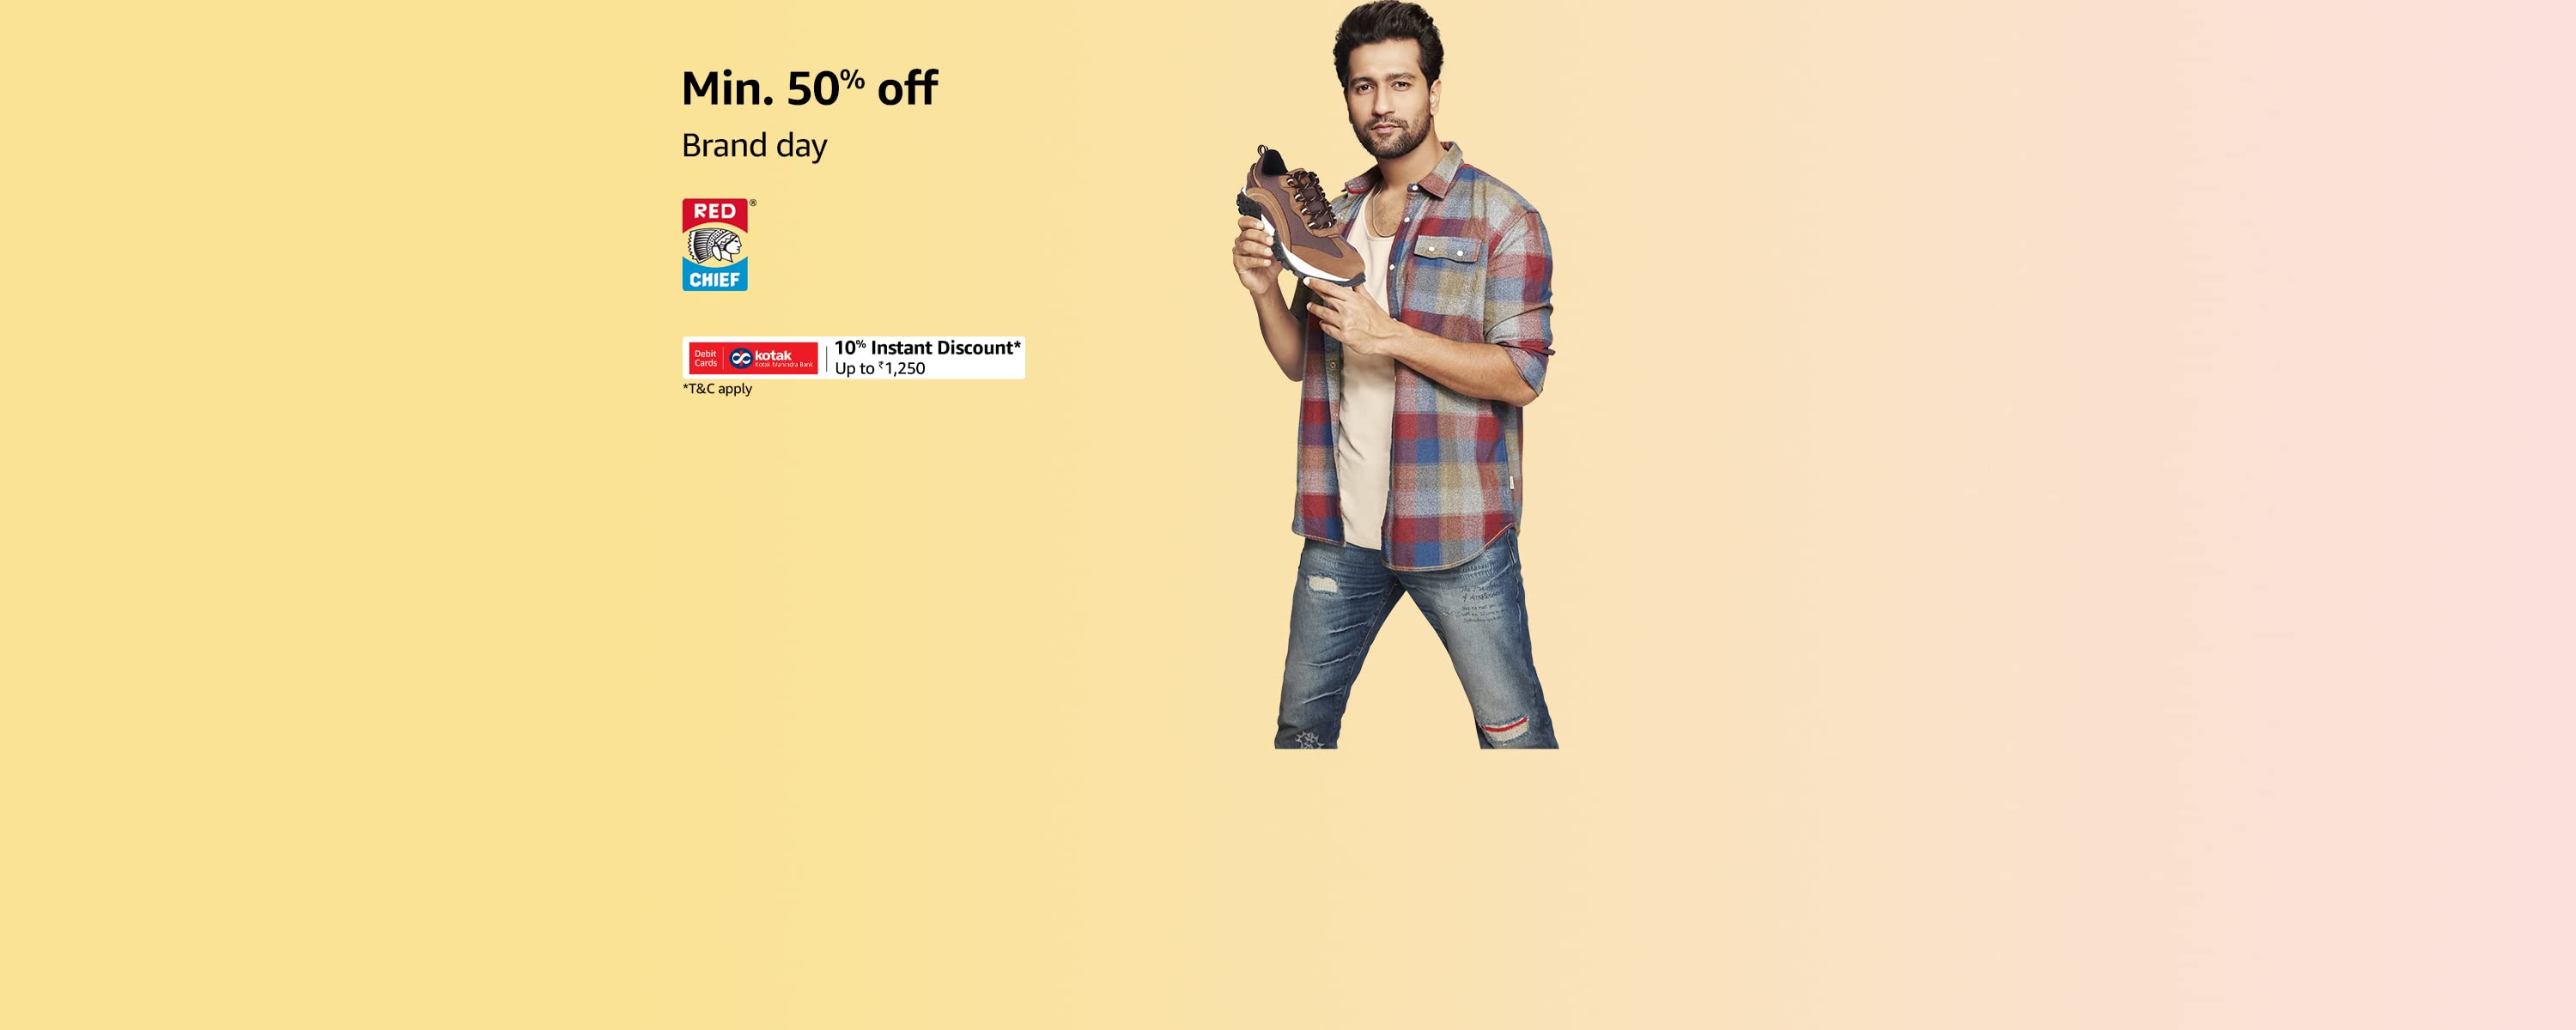 Min. 50% off
Brand day
RED ®
CHIEF
Debit
Cards
kotak
Kotak Mahindra Bank
10% Instant Discount*
Up to ₹1,250
*T&C apply